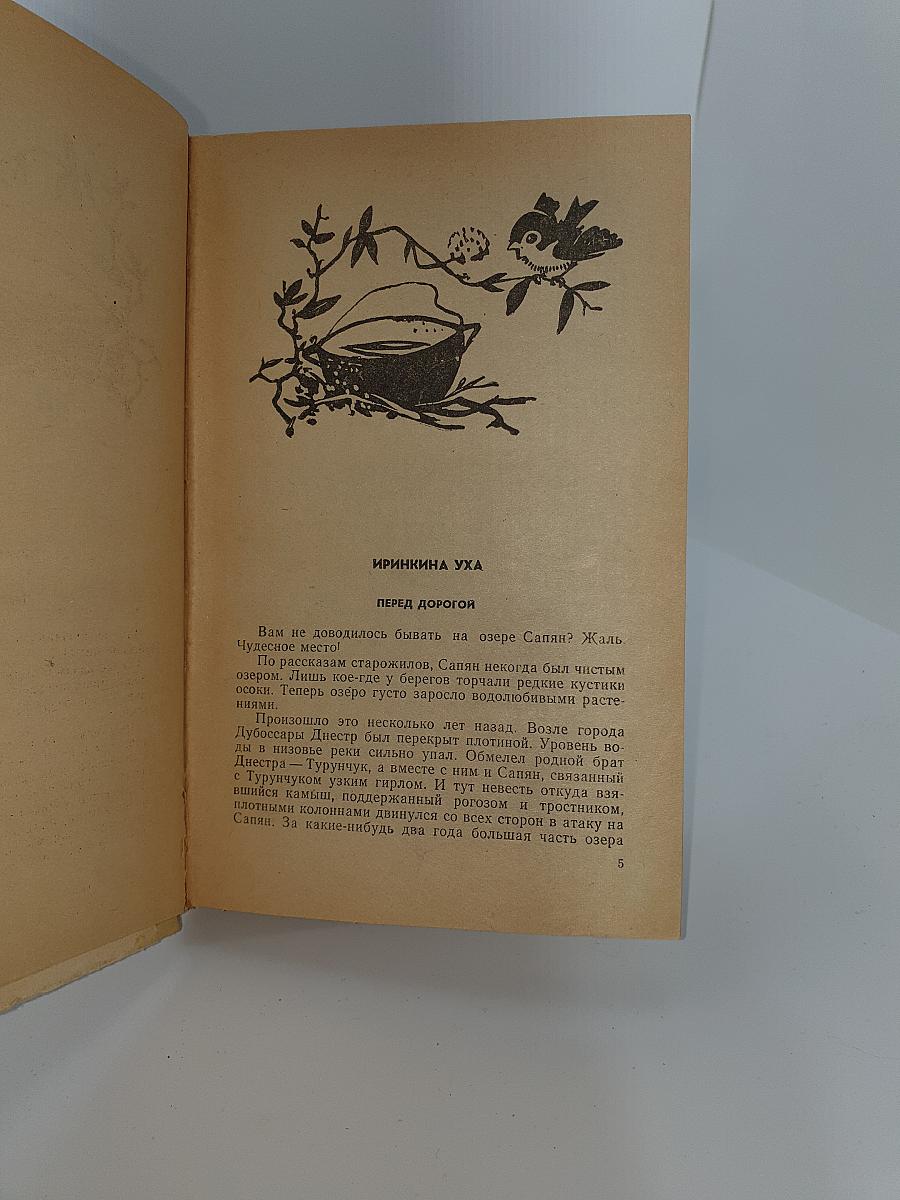 ИРИНКИНА УХА
ПЕРЕД ДОРОГОЙ
Вам не доводилось бывать на озере Сапян? Жаль.
Чудесное место!
По рассказам старожилов, Сапян некогда был чистым
озером. Лишь кое-где у берегов торчали редкие кустики
осоки. Теперь озеро густо заросло водолюбивыми расте-
ниями.
Произошло это несколько лет назад. Возле города
Дубоссары Днестр был перекрыт плотиной. Уровень во-
ды в низовье реки сильно упал. Обмелел родной брат
Днестра — Турунчук, а вместе с ним и Сапян, связанный
с Турунчуком узким гирлом. И тут невесть откуда взя-
вшийся камыш, поддержанный рогозом и тростником,
плотными колоннами двинулся со всех сторон в атаку на
Сапян. За какие-нибудь два года большая часть озера
5